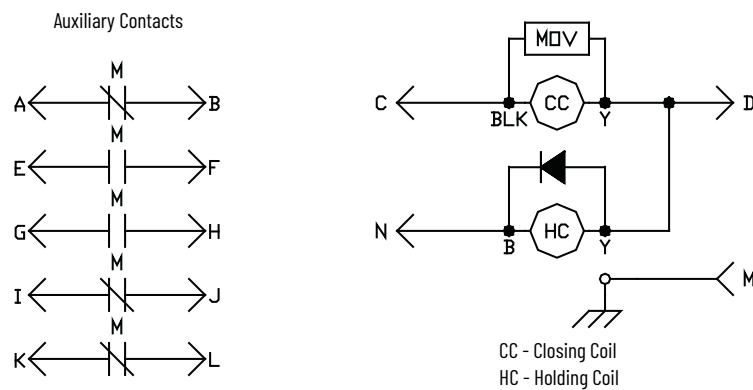 Auxiliary Contacts
M
A B
M
E F
M
G H
M
I J
M
K L
MOV
C CC D
BLK Y
N HC
B Y
M
CC - Closing Coil
HC - Holding Coil